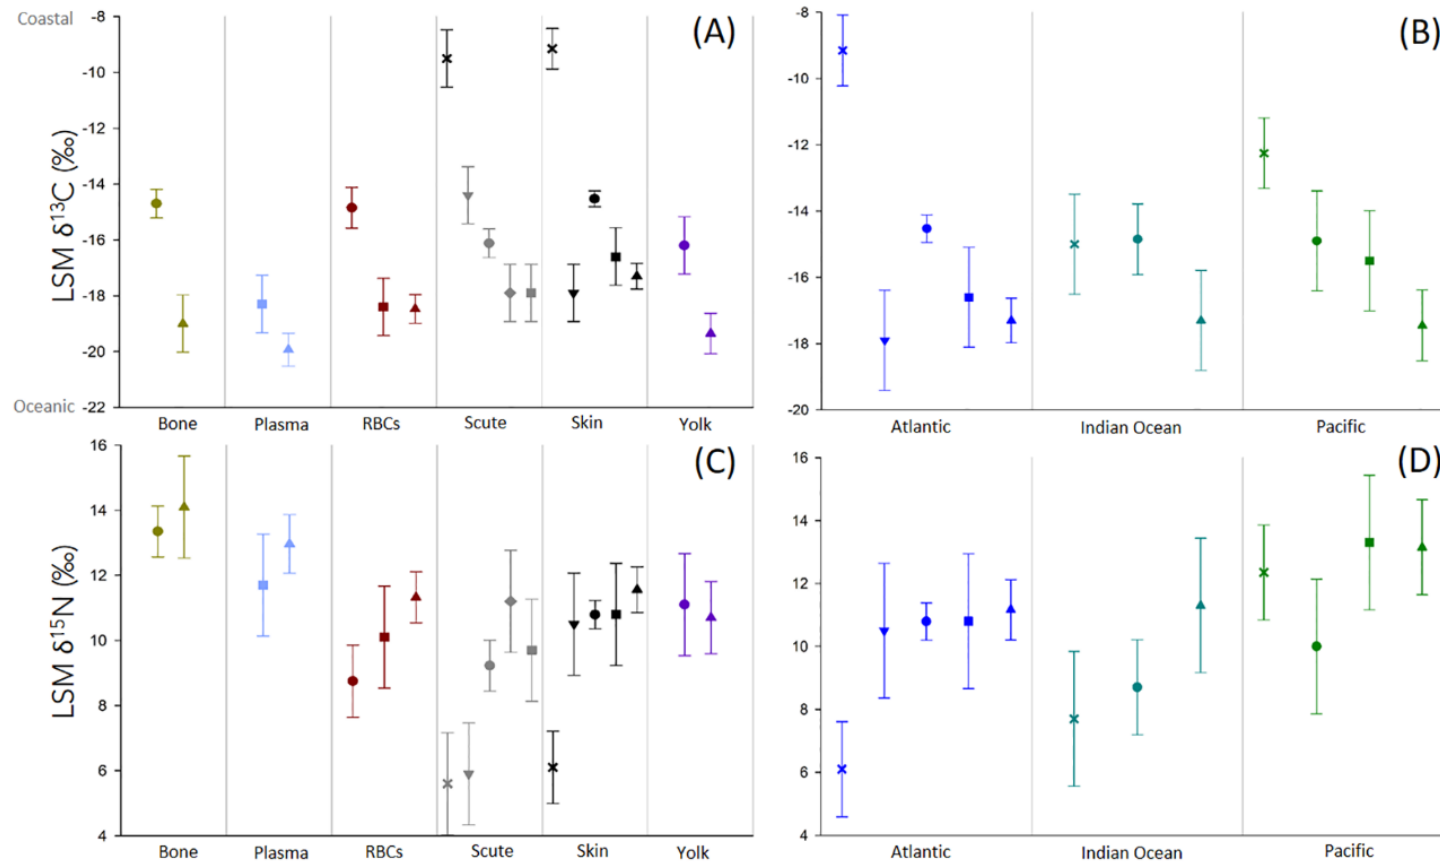 Coastal
-8
-10
-12
-14
-16
-18
-20
-22
Oceanic
LSM δ¹³C (‰)
(A)
Bone Plasma RBCs Scute Skin Yolk
-8
-10
-12
-14
-16
-18
-20
(B)
Atlantic Indian Ocean Pacific
16
14
12
10
8
6
4
LSM δ¹⁵N (‰)
(C)
Bone Plasma RBCs Scute Skin Yolk
16
14
12
10
8
6
4
(D)
Atlantic Indian Ocean Pacific